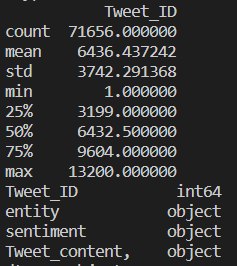 Tweet_ID
count 71656.000000
mean 6436.437242
std 3742.291368
min 1.000000
25% 3199.000000
50% 6432.500000
75% 9604.000000
max 13200.000000
Tweet_ID int64
entity object
sentiment object
Tweet_content, object